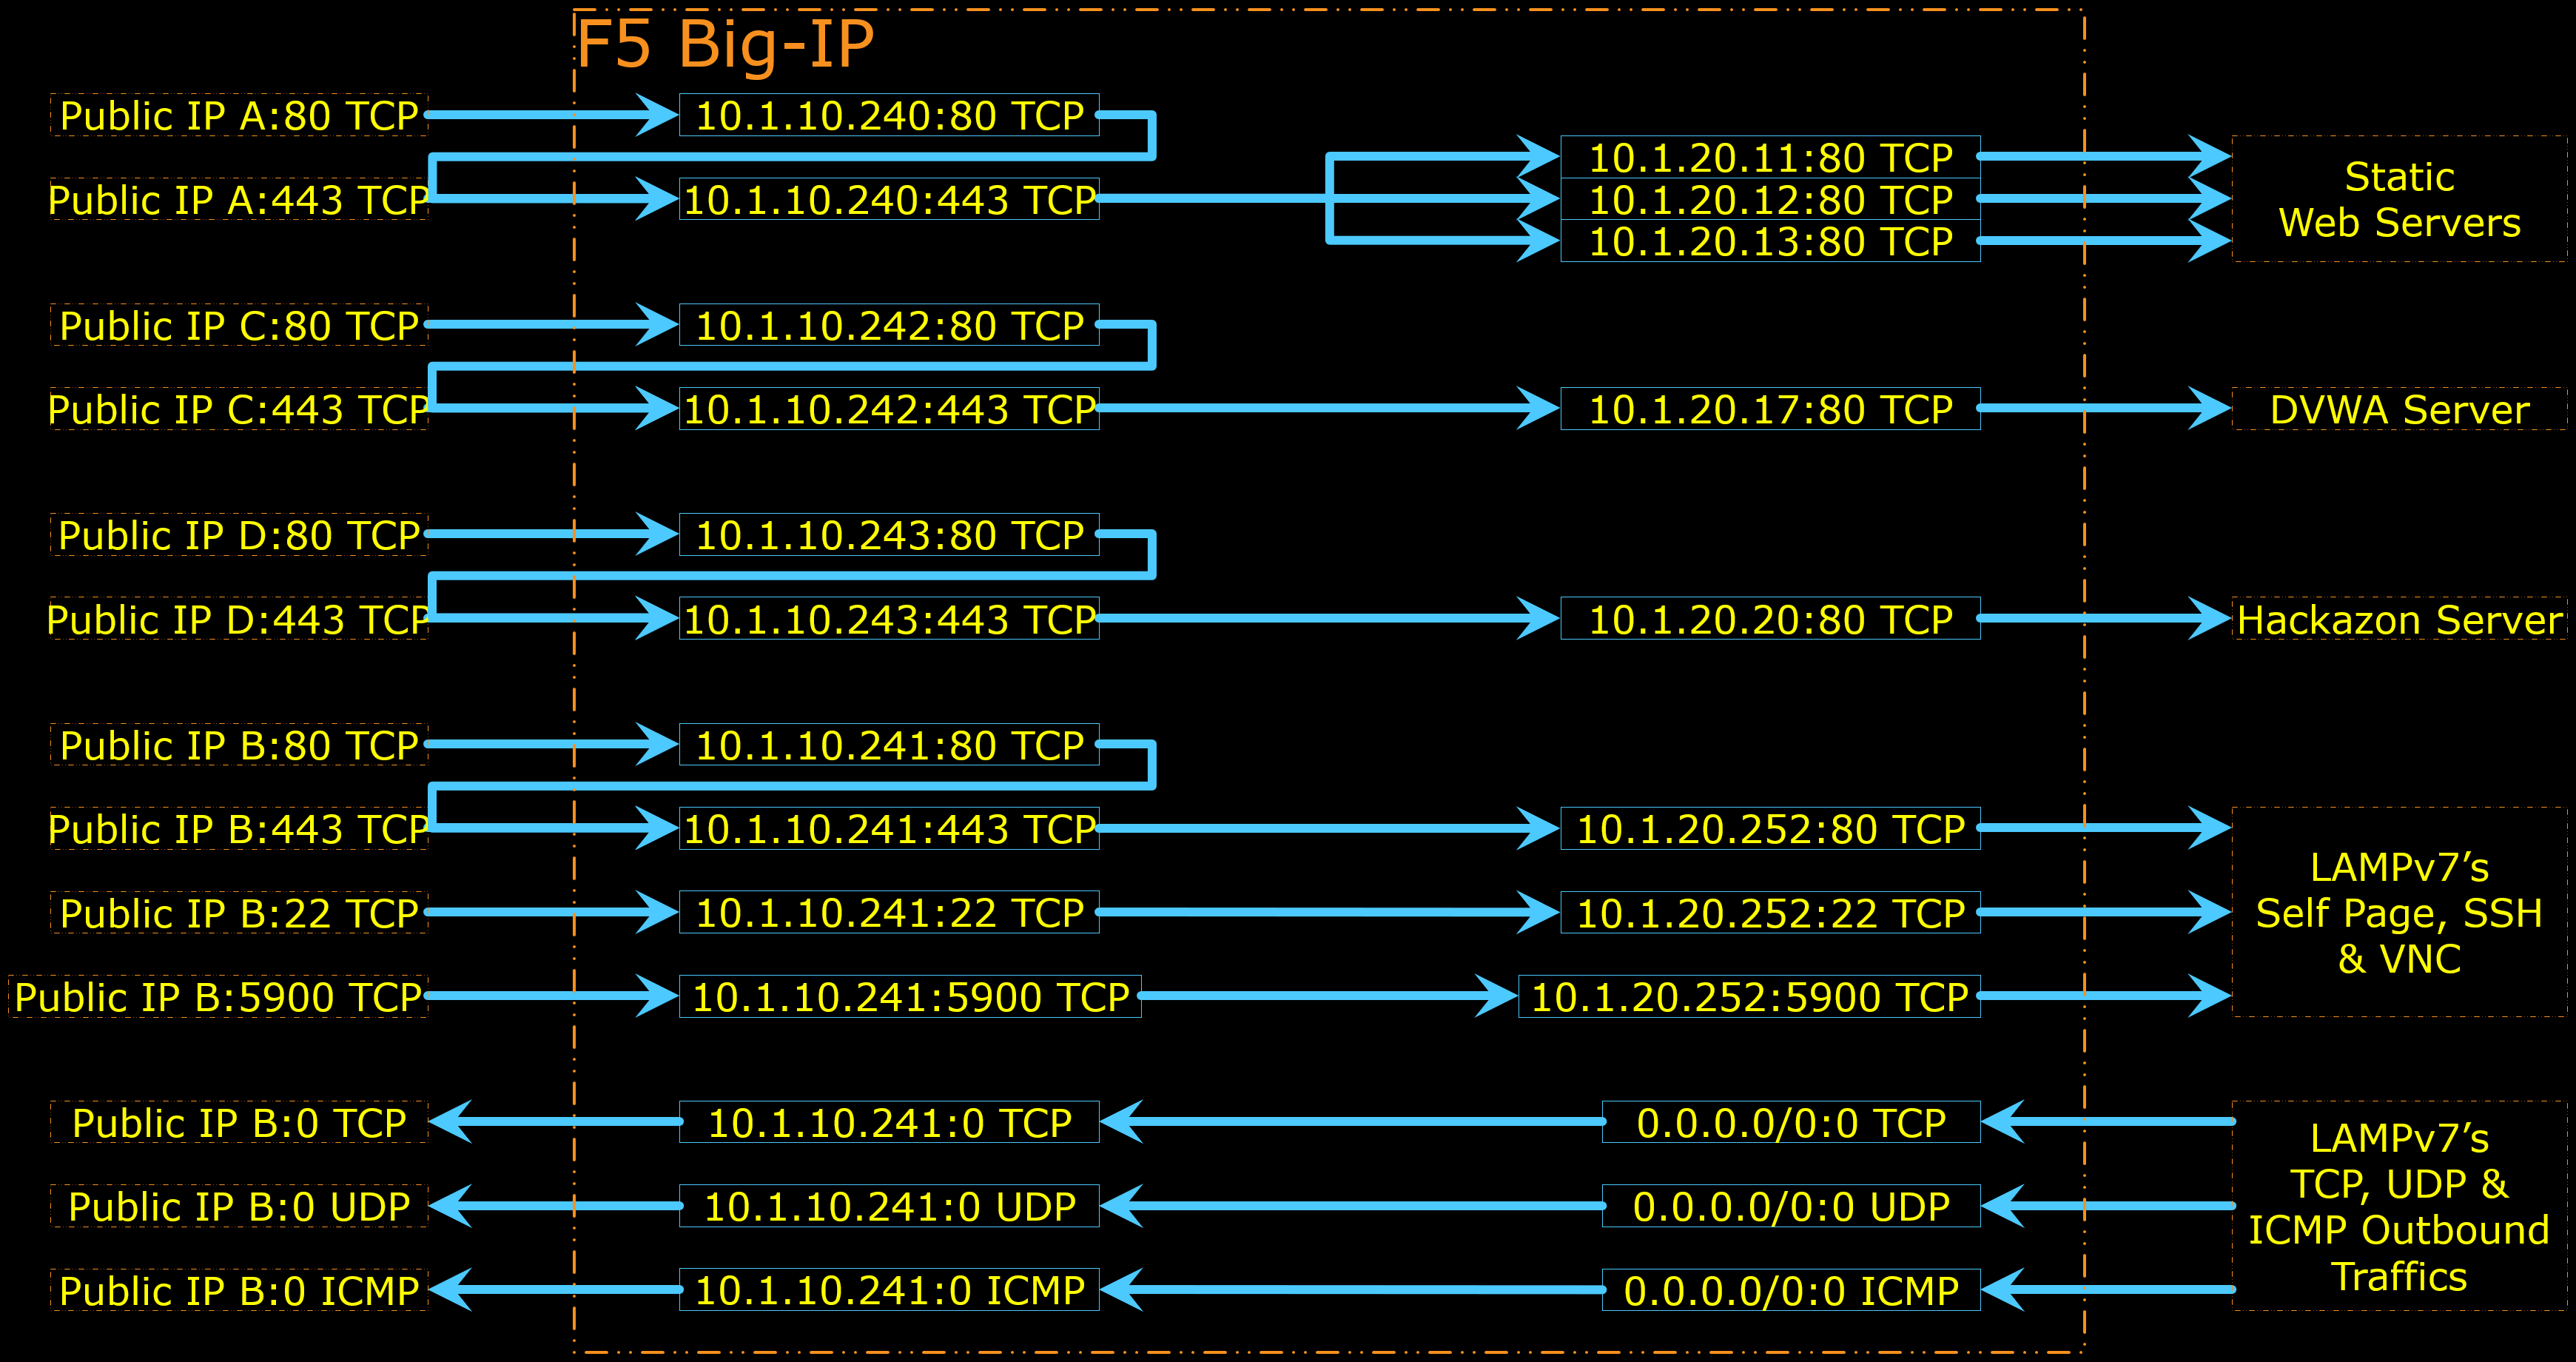 F5 Big-IP
Public IP A:80 TCP
10.1.10.240:80 TCP
10.1.20.11:80 TCP
Public IP A:443 TCP
10.1.10.240:443 TCP
10.1.20.12:80 TCP
10.1.20.13:80 TCP
Static
Web Servers
Public IP C:80 TCP
10.1.10.242:80 TCP
Public IP C:443 TCP
10.1.10.242:443 TCP
10.1.20.17:80 TCP
DVWA Server
Public IP D:80 TCP
10.1.10.243:80 TCP
Public IP D:443 TCP
10.1.10.243:443 TCP
10.1.20.20:80 TCP
Hackazon Server
Public IP B:80 TCP
10.1.10.241:80 TCP
Public IP B:443 TCP
10.1.10.241:443 TCP
10.1.20.252:80 TCP
Public IP B:22 TCP
10.1.10.241:22 TCP
10.1.20.252:22 TCP
Public IP B:5900 TCP
10.1.10.241:5900 TCP
10.1.20.252:5900 TCP
LAMPv7’s
Self Page, SSH
& VNC
Public IP B:0 TCP
10.1.10.241:0 TCP
0.0.0.0/0:0 TCP
Public IP B:0 UDP
10.1.10.241:0 UDP
0.0.0.0/0:0 UDP
Public IP B:0 ICMP
10.1.10.241:0 ICMP
0.0.0.0/0:0 ICMP
LAMPv7’s
TCP, UDP &
ICMP Outbound
Traffics